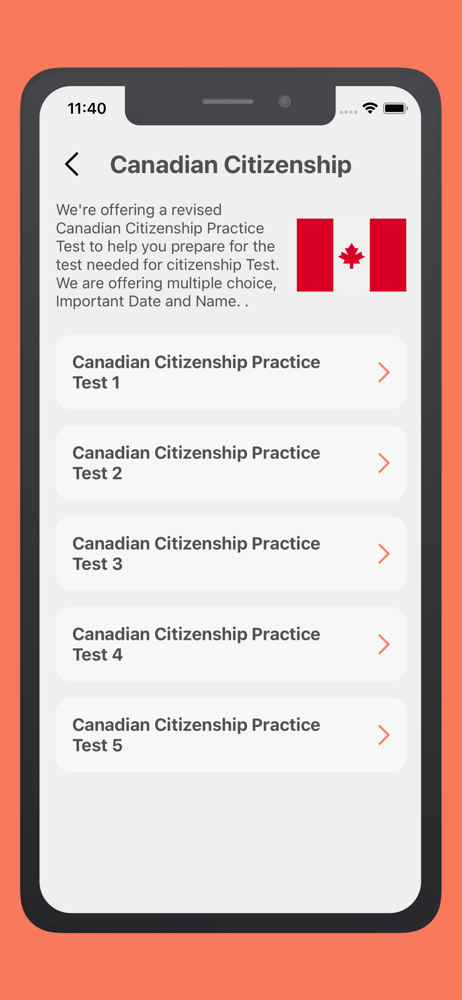 11:40
Canadian Citizenship
We're offering a revised
Canadian Citizenship Practice
Test to help you prepare for the
test needed for citizenship Test.
We are offering multiple choice,
Important Date and Name. .
Canadian Citizenship Practice
Test 1
Canadian Citizenship Practice
Test 2
Canadian Citizenship Practice
Test 3
Canadian Citizenship Practice
Test 4
Canadian Citizenship Practice
Test 5